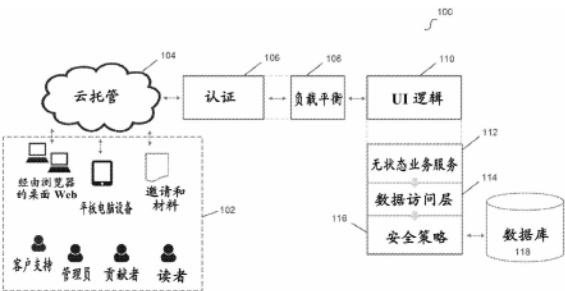 100
104
云托管
106
认证
108
负载平衡
110
UI 逻辑
112
无状态业务服务
114
数据访问层
116
安全策略
数据库
118
经由浏览器
的桌面 Web
平板电脑设备
邀请和
材料
102
客户支持
管理员
贡献者
读者